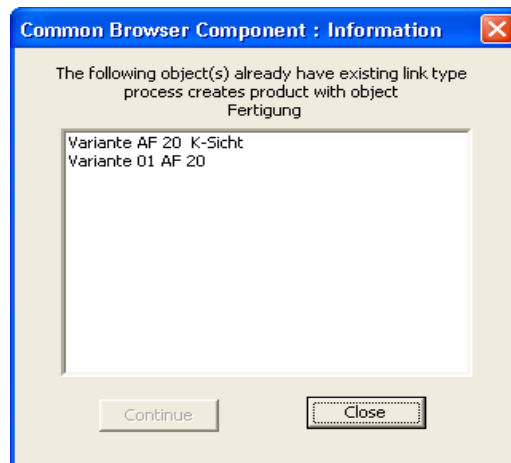 Common Browser Component : Information
The following object(s) already have existing link type
process creates product with object
Fertigung
Variante AF 20  K-Sicht
Variante 01 AF 20
Continue
Close